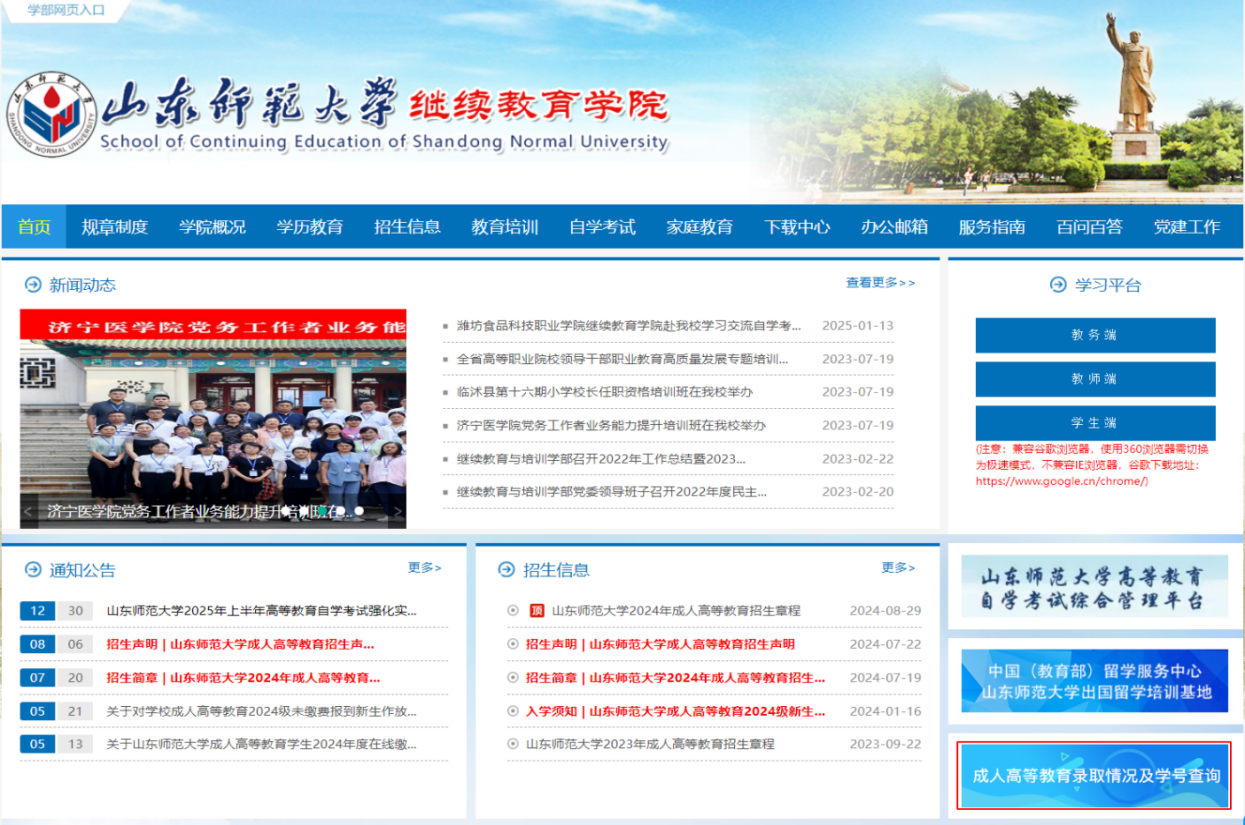 学部网页入口
山东师范大学 继续教育学院
School of Continuing Education of Shandong Normal University
首页 规章制度 学院概况 学历教育 招生信息 教育培训 自学考试 家庭教育 下载中心 办公邮箱 服务指南 百问百答 党建工作
新闻动态 查看更多>>
济宁医学院党务工作者业务能
济宁医学院党务工作者业务能力提升培训班在...
潍坊食品科技职业学院继续教育学院赴我校学习交流自学考... 2025-01-13
全省高等职业院校领导干部职业教育高质量发展专题培训... 2023-07-19
临沭县第十六期小学校长任职资格培训班在我校举办 2023-07-19
济宁医学院党务工作者业务能力提升培训班在我校举办 2023-07-19
继续教育与培训学部召开2022年工作总结暨2023... 2023-02-22
继续教育与培训学部党委领导班子召开2022年度民主... 2023-02-20
学习平台
教务端
教师端
学生端
(注意：兼容谷歌浏览器，使用360浏览器需切换
为极速模式，不兼容IE浏览器，谷歌下载地址：
https://www.google.cn/chrome/)
通知公告 更多>
12 30 山东师范大学2025年上半年高等教育自学考试强化实...
08 06 招生声明 | 山东师范大学成人高等教育招生声...
07 20 招生简章 | 山东师范大学2024年成人高等教育...
05 21 关于对学校成人高等教育2024级未缴费报到新生作放...
05 13 关于山东师范大学成人高等教育学生2024年度在线缴...
招生信息 更多>
顶 山东师范大学2024年成人高等教育招生章程 2024-08-29
招生声明 | 山东师范大学成人高等教育招生声明 2024-07-22
招生简章 | 山东师范大学2024年成人高等教育招生... 2024-07-19
入学须知 | 山东师范大学成人高等教育2024级新生... 2024-01-16
山东师范大学2023年成人高等教育招生章程 2023-09-22
山东师范大学高等教育
自学考试综合管理平台
中国（教育部）留学服务中心
山东师范大学出国留学培训基地
成人高等教育录取情况及学号查询